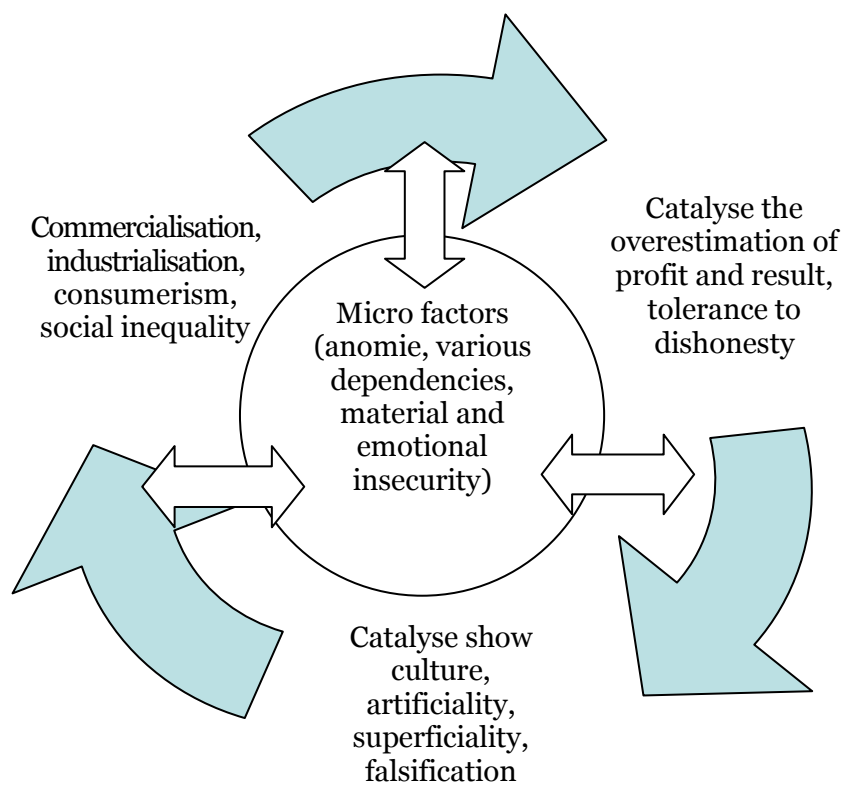 Commercialisation,
industrialisation,
consumerism,
social inequality
Catalyse the
overestimation of
profit and result,
tolerance to
dishonesty
Micro factors
(anomie, various
dependencies,
material and
emotional
insecurity)
Catalyse show
culture,
artificiality,
superficiality,
falsification